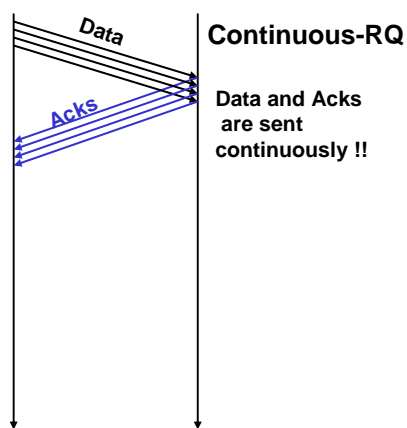 Data
Continuous-RQ
Data and Acks
are sent
continuously !!
Acks